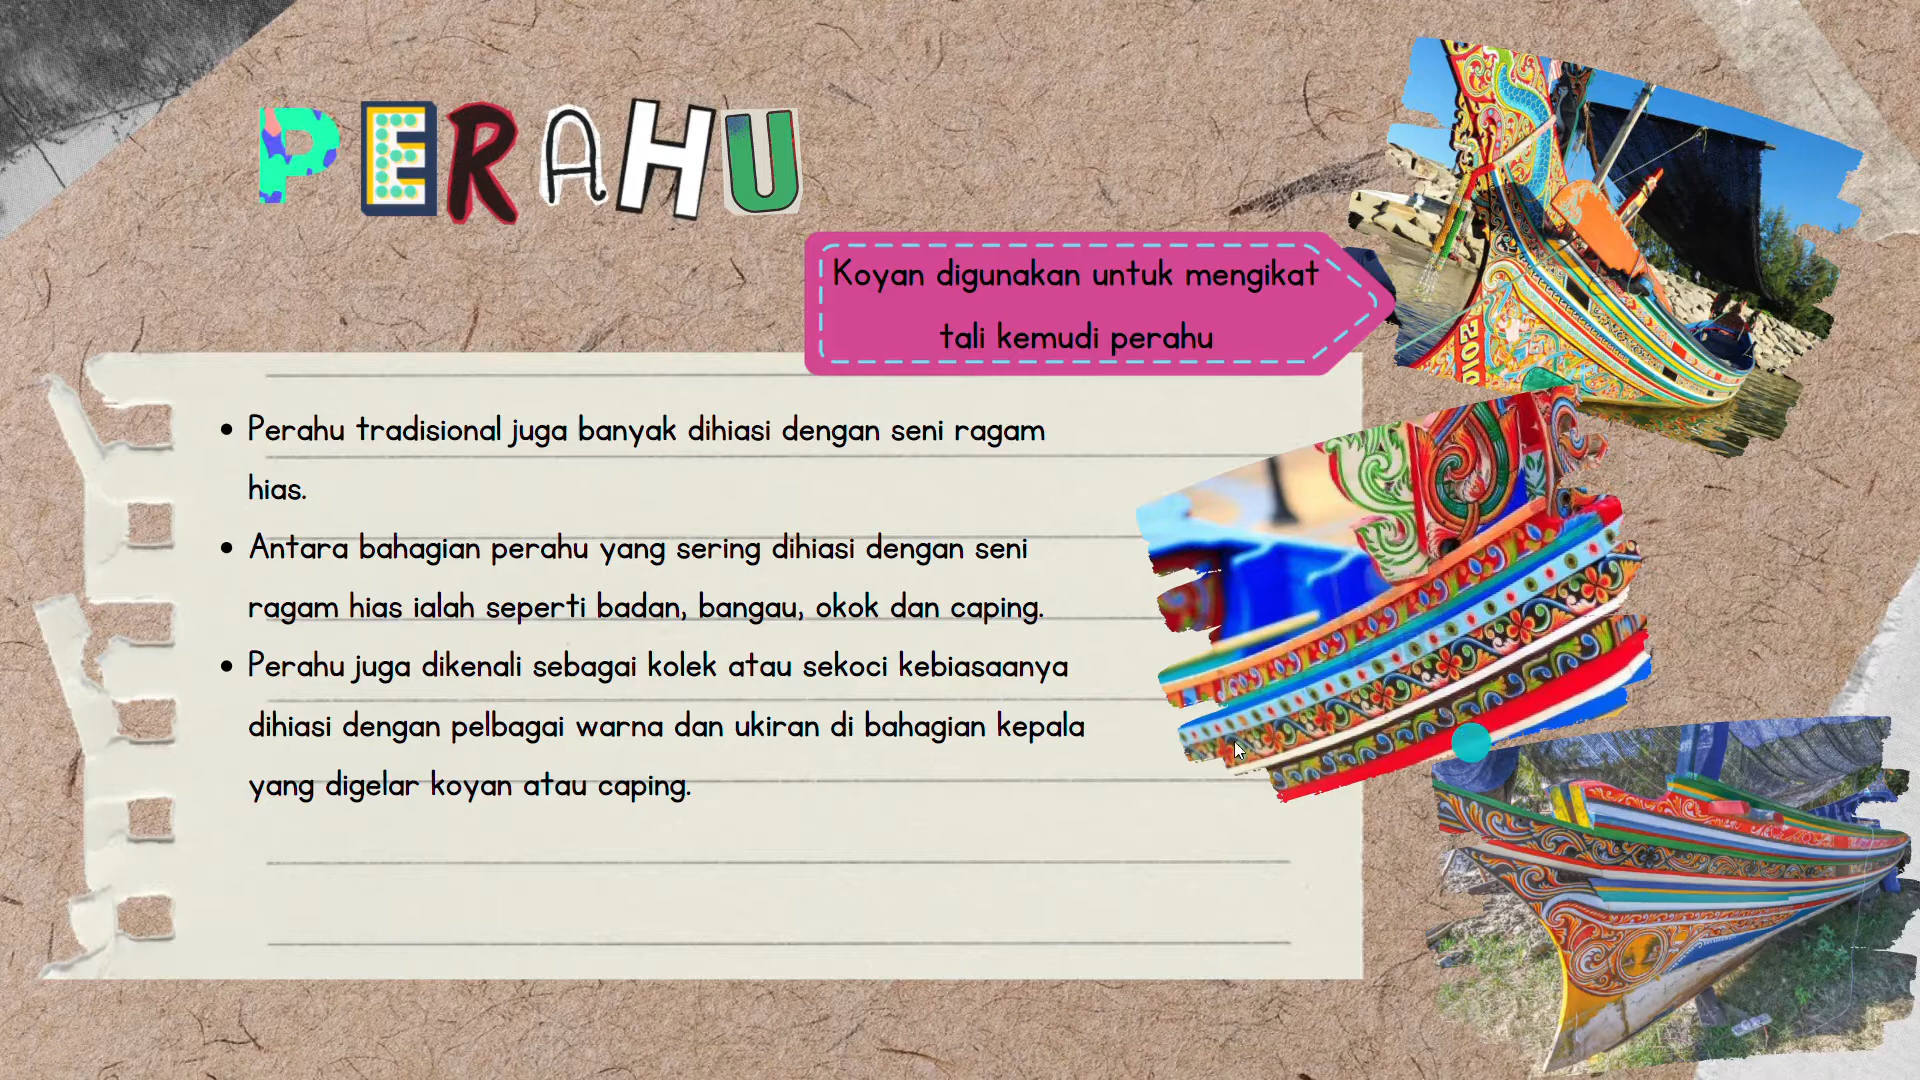 PERAHU
Koyan digunakan untuk mengikat
tali kemudi perahu
• Perahu tradisional juga banyak dihiasi dengan seni ragam
hias.
• Antara bahagian perahu yang sering dihiasi dengan seni
ragam hias ialah seperti badan, bangau, okok dan caping.
• Perahu juga dikenali sebagai kolek atau sekoci kebiasaanya
dihiasi dengan pelbagai warna dan ukiran di bahagian kepala
yang digelar koyan atau caping.